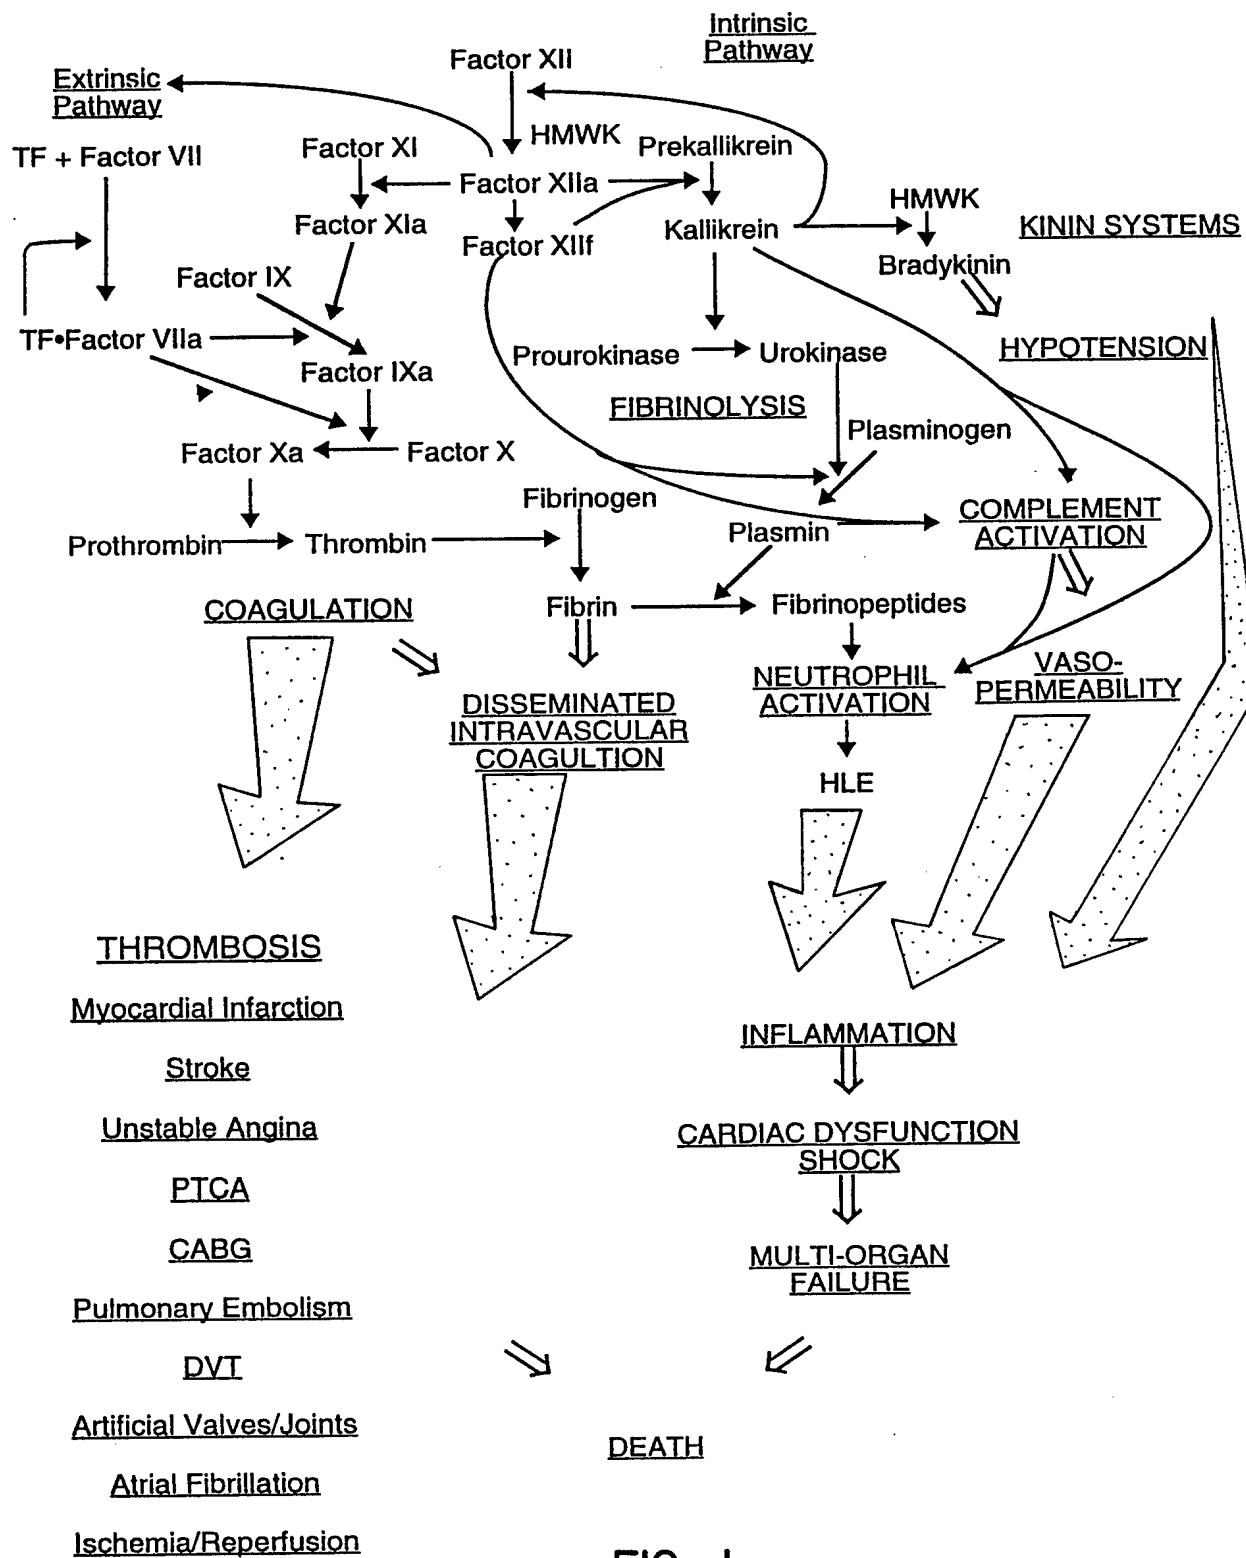 Intrinsic
Pathway
Factor XII
Extrinsic
Pathway
HMWK
Factor XI
Prekallikrein
TF + Factor VII
Factor XIIa
HMWK
Factor XIa
Factor XIIf
Kallikrein
KININ SYSTEMS
Bradykinin
Factor IX
TF•Factor VIIa
HYPOTENSION
Prourokinase
Urokinase
Factor IXa
FIBRINOLYSIS
Plasminogen
Factor Xa
Factor X
Fibrinogen
COMPLEMENT
ACTIVATION
Plasmin
Prothrombin
Thrombin
COAGULATION
Fibrin
Fibrinopeptides
NEUTROPHIL
ACTIVATION
VASO-
PERMEABILITY
DISSEMINATED
INTRAVASCULAR
COAGULTION
HLE
THROMBOSIS
Myocardial Infarction
Stroke
Unstable Angina
PTCA
CABG
Pulmonary Embolism
DVT
Artificial Valves/Joints
Atrial Fibrillation
Ischemia/Reperfusion
INFLAMMATION
CARDIAC DYSFUNCTION
SHOCK
MULTI-ORGAN
FAILURE
DEATH